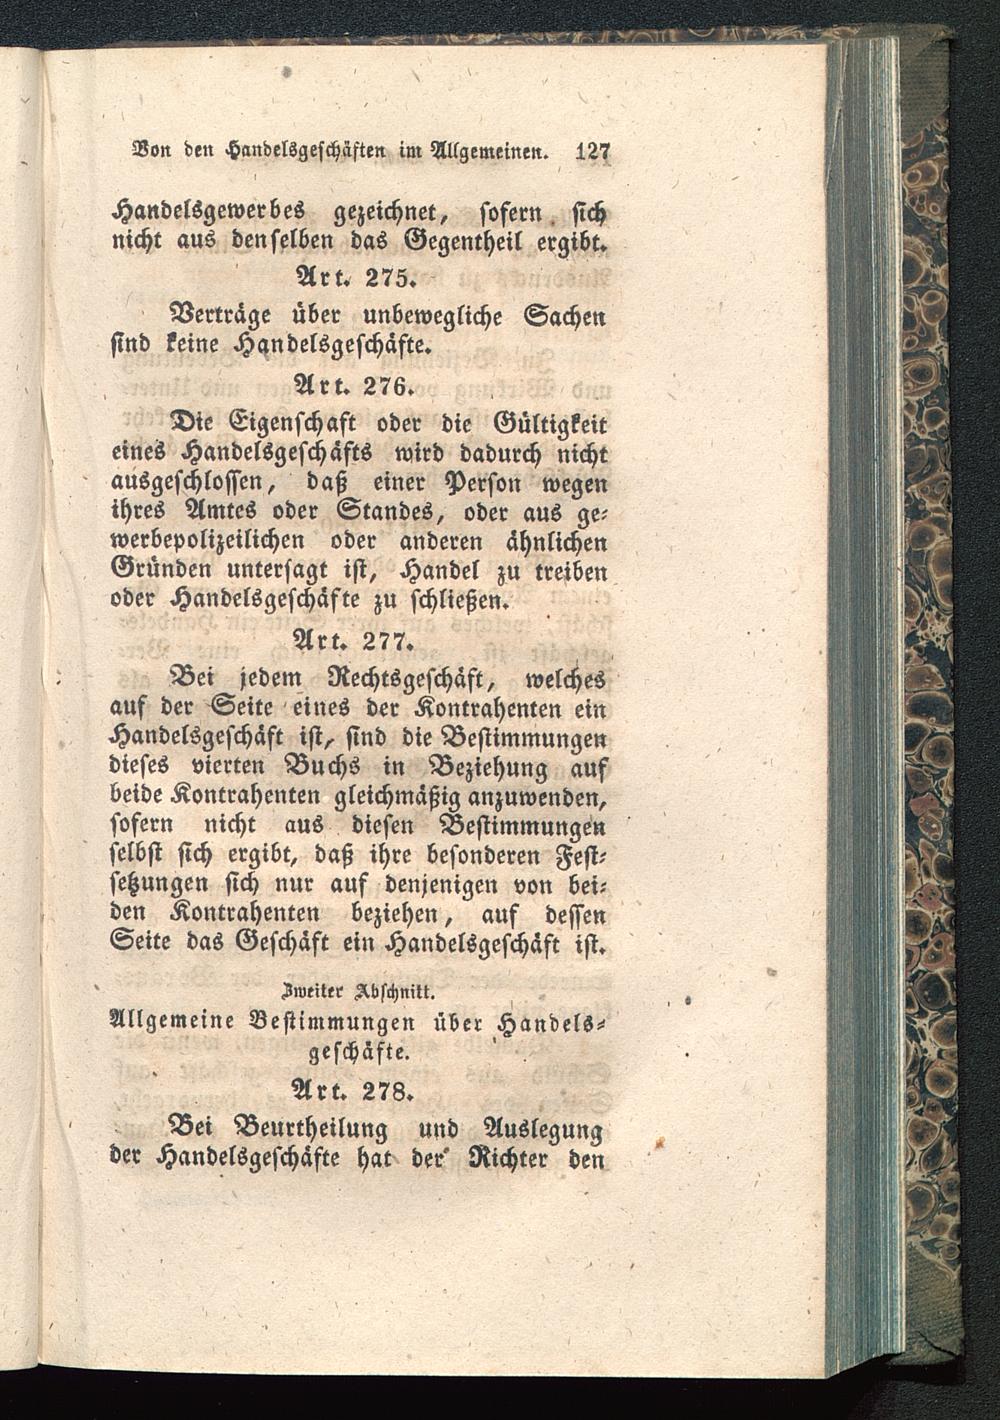 Von den Handelsgeschäften im Allgemeinen. 127
Handelsgewerbes gezeichnet, sofern sich
nicht aus denselben das Gegentheil ergibt.
Art. 275.
Verträge über unbewegliche Sachen
sind keine Handelsgeschäfte.
Art. 276.
Die Eigenschaft oder die Gültigkeit
eines Handelsgeschäfts wird dadurch nicht
ausgeschlossen, daß einer Person wegen
ihres Amtes oder Standes, oder aus ge-
werbepolizeilichen oder anderen ähnlichen
Gründen untersagt ist, Handel zu treiben
oder Handelsgeschäfte zu schließen.
Art. 277.
Bei jedem Rechtsgeschäft, welches
auf der Seite eines der Kontrahenten ein
Handelsgeschäft ist, sind die Bestimmungen
dieses vierten Buchs in Beziehung auf
beide Kontrahenten gleichmäßig anzuwenden,
sofern nicht aus diesen Bestimmungen
selbst sich ergibt, daß ihre besonderen Fest-
setzungen sich nur auf denjenigen von bei-
den Kontrahenten beziehen, auf dessen
Seite das Geschäft ein Handelsgeschäft ist.
Zweiter Abschnitt.
Allgemeine Bestimmungen über Handels-
geschäfte.
Art. 278.
Bei Beurtheilung und Auslegung
der Handelsgeschäfte hat der Richter den